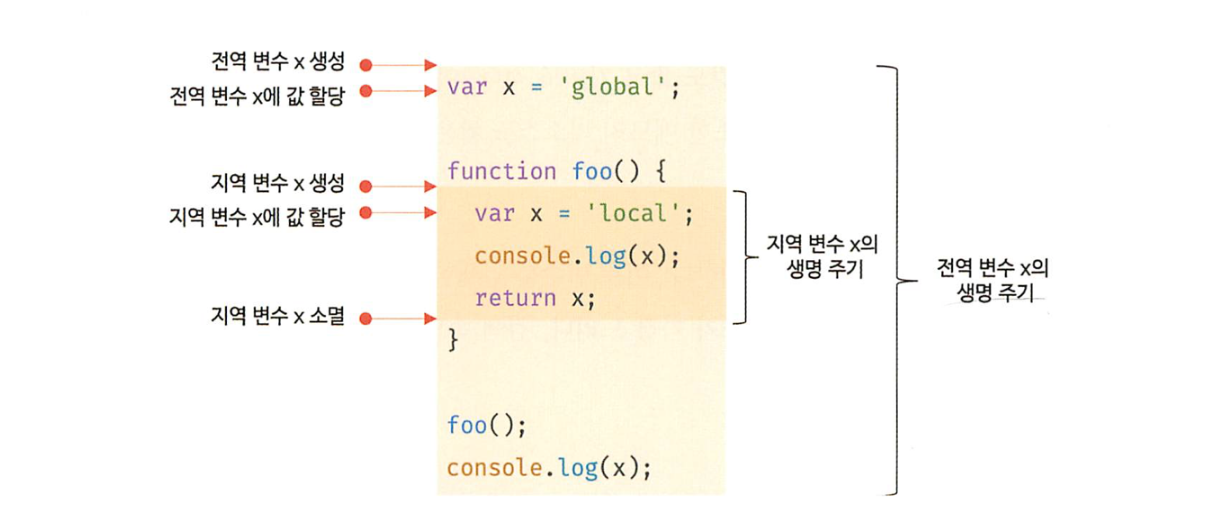 전역 변수 x 생성
전역 변수 x에 값 할당
var x = 'global';
지역 변수 x 생성
지역 변수 x에 값 할당
function foo() {
var x = 'local';
console.log(x);
return x;
지역 변수 x 소멸
}
foo();
console.log(x);
지역 변수 x의
생명 주기
전역 변수 x의
생명 주기